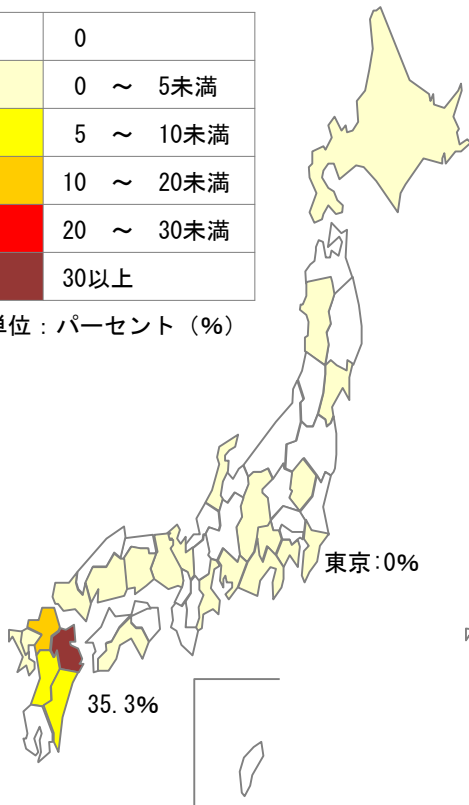 0
0 ～ 5未満
5 ～ 10未満
10 ～ 20未満
20 ～ 30未満
30以上
単位：パーセント（%）
東京:0%
35.3%